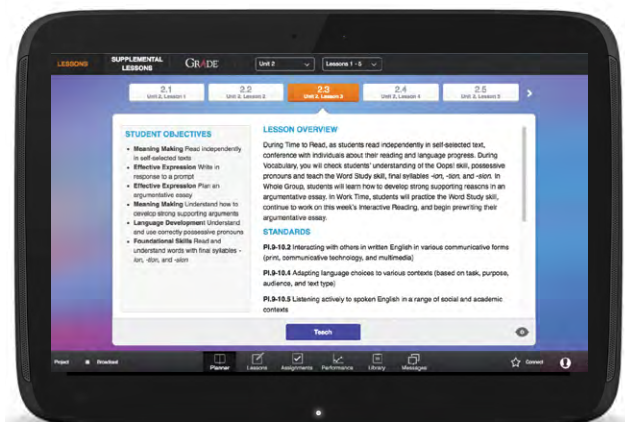 LESSONS
SUPPLEMENTAL
LESSONS
GRADE
Unit 2
Lessons 1 - 5
2.1
Unit 2, Lesson 1
2.2
Unit 2, Lesson 2
2.3
Unit 2, Lesson 3
2.4
Unit 2, Lesson 4
2.5
Unit 2, Lesson 5
STUDENT OBJECTIVES
• Meaning Making Read independently
in self-selected texts
• Effective Expression Write in
response to a prompt
• Effective Expression Plan an
argumentative essay
• Meaning Making Understand how to
develop strong supporting arguments
• Language Development Understand
and use correctly possessive pronouns
• Foundational Skills Read and
understand words with final syllables -
ion, -tion, and -sion
LESSON OVERVIEW
During Time to Read, as students read independently in self-selected texts,
conference with individuals about their reading and language progress. During
Vocabulary, you will check students' understanding of the Oops! skill, possessive
pronouns and teach the Word Study skill, final syllables -ion, -tion, and -sion. In
Whole Group, students will learn how to develop strong supporting reasons in an
argumentative essay. In Work Time, students will practice the Word Study skill,
continue to work on this week's Interactive Reading, and begin prewriting their
argumentative essay.
STANDARDS
PI.9-10.2 Interacting with others in written English in various communicative forms
(print, communicative technology, and multimedia)
PI.9-10.4 Adapting language choices to various contexts (based on task, purpose,
audience, and text type)
PI.9-10.5 Listening actively to spoken English in a range of social and academic
contexts
Teach
Project
Broadcast
Planner
Lessons
Assignments
Performance
Library
Messages
Connect